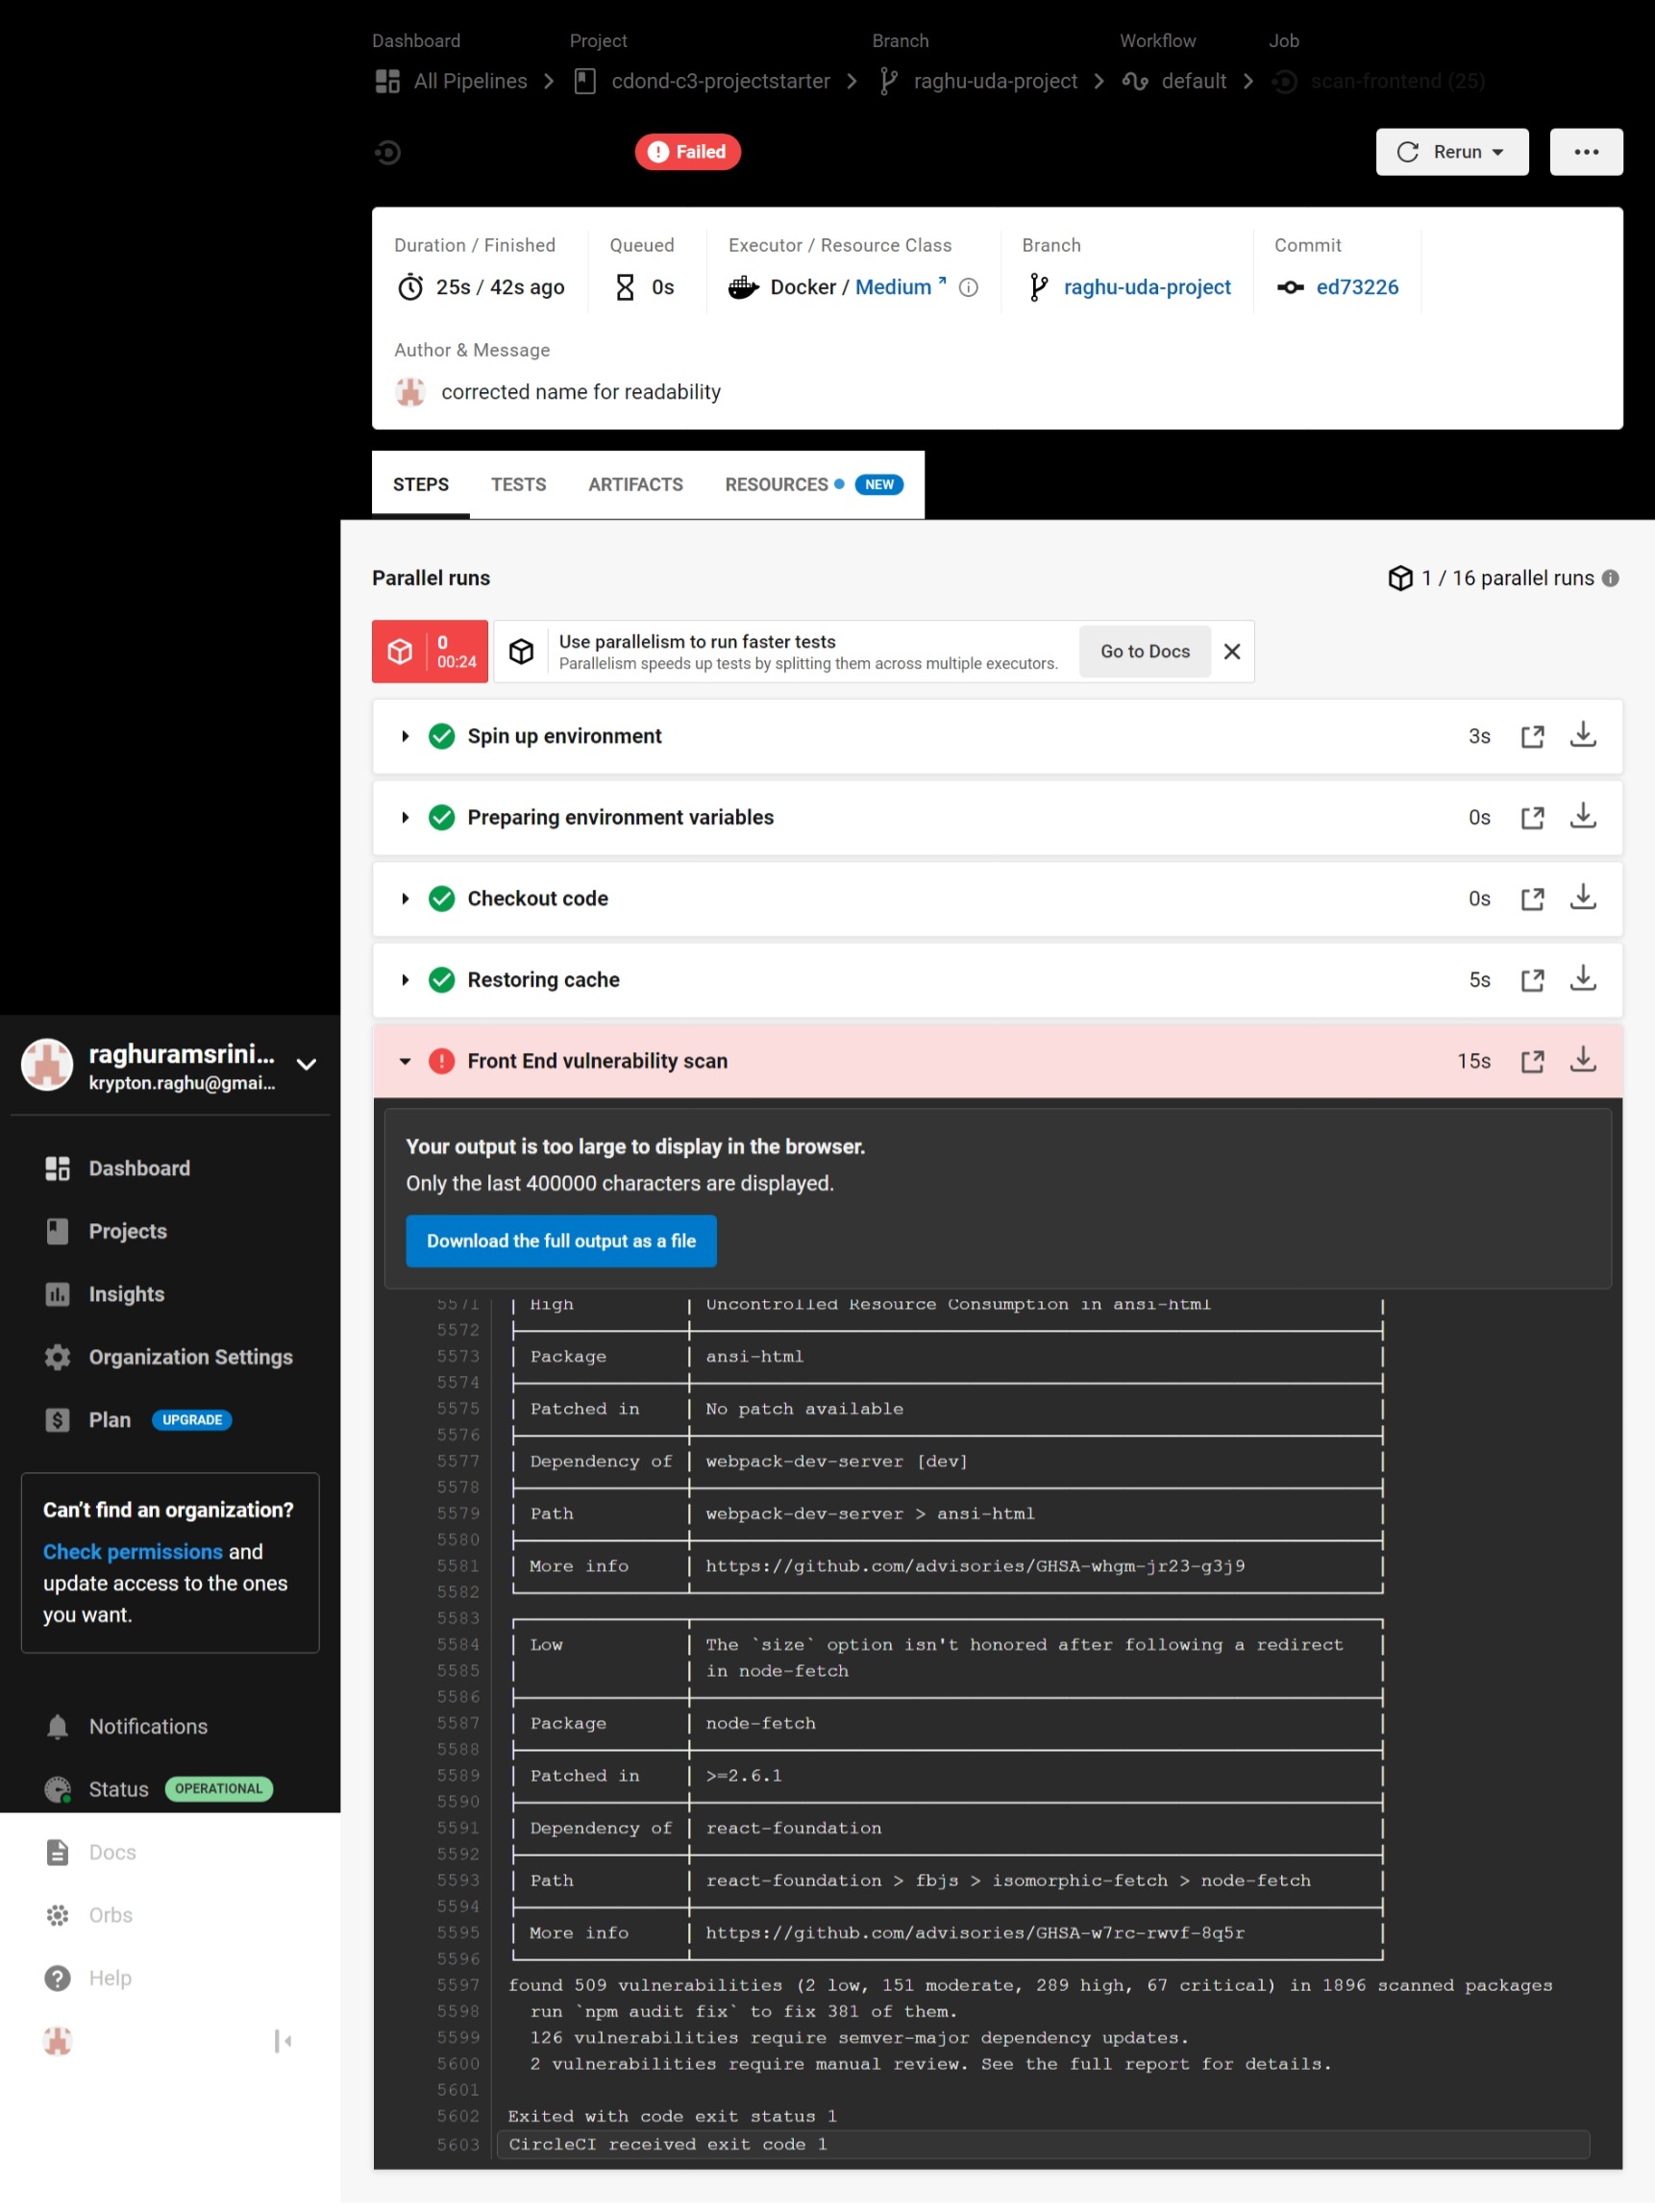 Dashboard
Project
Branch
Workflow
Job
All Pipelines
cdond-c3-projectstarter
raghu-uda-project
default
scan-frontend (25)
Failed
Rerun
Duration / Finished
Queued
Executor / Resource Class
Branch
Commit
25s / 42s ago
0s
Docker / Medium
raghu-uda-project
ed73226
Author & Message
corrected name for readability
STEPS
TESTS
ARTIFACTS
RESOURCES
NEW
Parallel runs
1 / 16 parallel runs
0
00:24
Use parallelism to run faster tests
Parallelism speeds up tests by splitting them across multiple executors.
Go to Docs
Spin up environment
3s
Preparing environment variables
0s
Checkout code
0s
Restoring cache
5s
Front End vulnerability scan
15s
Your output is too large to display in the browser.
Only the last 400000 characters are displayed.
Download the full output as a file
5571 | High | Uncontrolled Resource Consumption in ansi-html |
5572
5573 | Package | ansi-html |
5574
5575 | Patched in | No patch available |
5576
5577 | Dependency of | webpack-dev-server [dev] |
5578
5579 | Path | webpack-dev-server > ansi-html |
5580
5581 | More info | https://github.com/advisories/GHSA-whgm-jr23-g3j9 |
5582
5583
5584 | Low | The `size` option isn't honored after following a redirect |
5585 | | in node-fetch |
5586
5587 | Package | node-fetch |
5588
5589 | Patched in | >=2.6.1 |
5590
5591 | Dependency of | react-foundation |
5592
5593 | Path | react-foundation > fbjs > isomorphic-fetch > node-fetch |
5594
5595 | More info | https://github.com/advisories/GHSA-w7rc-rwvf-8q5r |
5596
5597 found 509 vulnerabilities (2 low, 151 moderate, 289 high, 67 critical) in 1896 scanned packages
5598 run `npm audit fix` to fix 381 of them.
5599 126 vulnerabilities require semver-major dependency updates.
5600 2 vulnerabilities require manual review. See the full report for details.
5601
5602 Exited with code exit status 1
5603 CircleCI received exit code 1
raghuramsrini...
krypton.raghu@gmai...
Dashboard
Projects
Insights
Organization Settings
Plan
UPGRADE
Can't find an organization?
Check permissions and
update access to the ones
you want.
Notifications
Status
OPERATIONAL
Docs
Orbs
Help